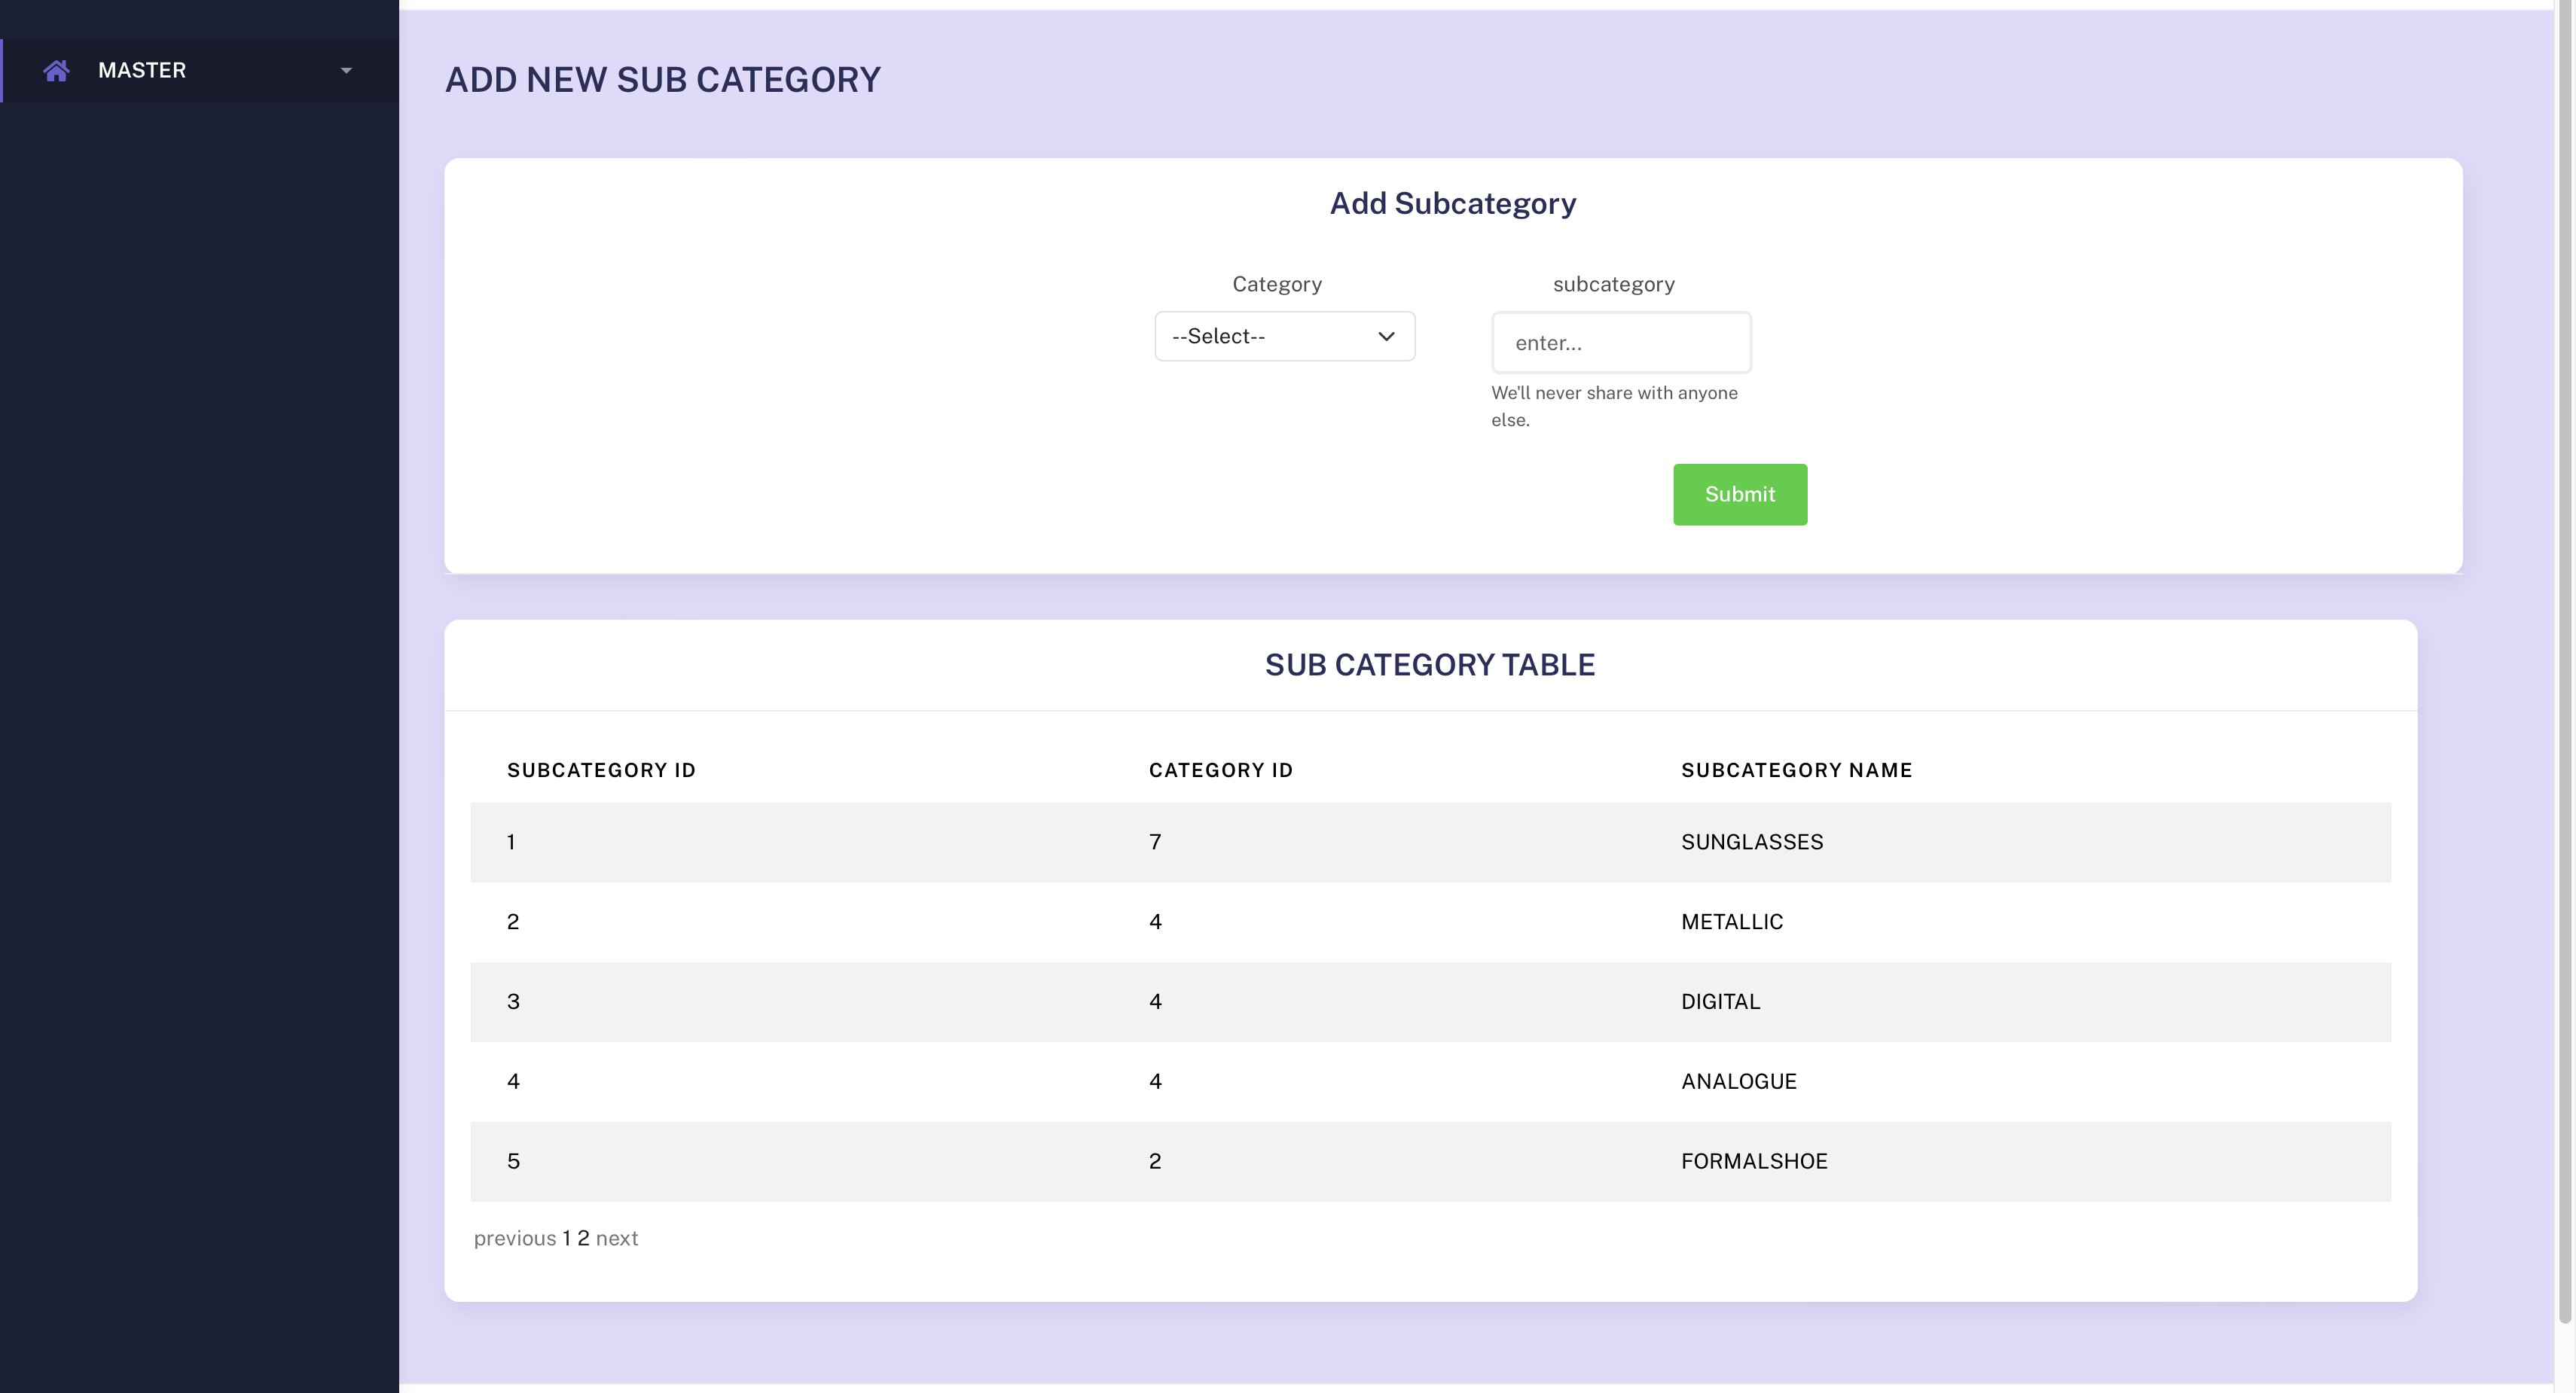 MASTER
ADD NEW SUB CATEGORY
Add Subcategory
Category subcategory
--Select-- enter...
We'll never share with anyone
else.
Submit
SUB CATEGORY TABLE
SUBCATEGORY ID CATEGORY ID SUBCATEGORY NAME
1 7 SUNGLASSES
2 4 METALLIC
3 4 DIGITAL
4 4 ANALOGUE
5 2 FORMALSHOE
previous 1 2 next